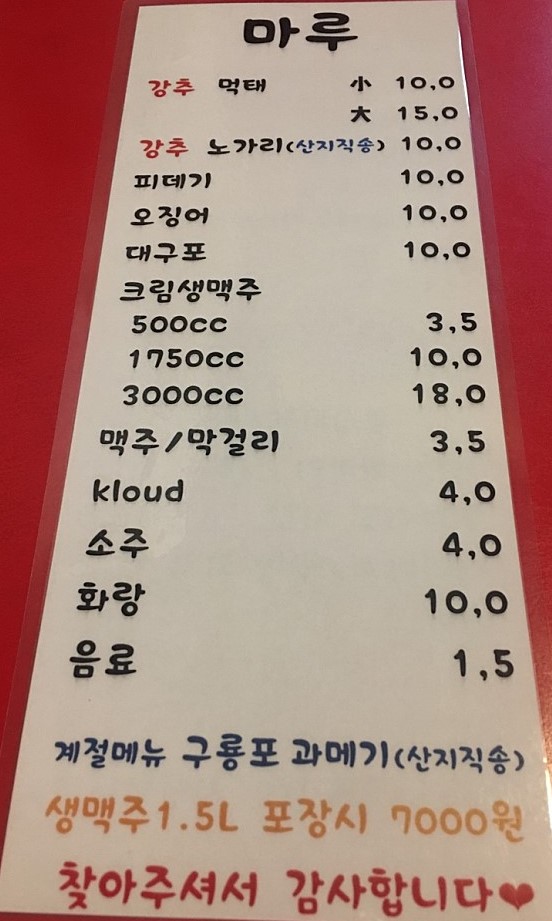 마루
강추 먹태 小 10,0
大 15,0
강추 노가리(산지직송) 10,0
피데기 10,0
오징어 10,0
대구포 10,0
크림생맥주
500cc 3,5
1750cc 10,0
3000cc 18,0
맥주/막걸리 3,5
kloud 4,0
소주 4,0
화랑 10,0
음료 1,5
계절메뉴 구룡포 과메기(산지직송)
생맥주1.5L 포장시 7000원
찾아주셔서 감사합니다❤